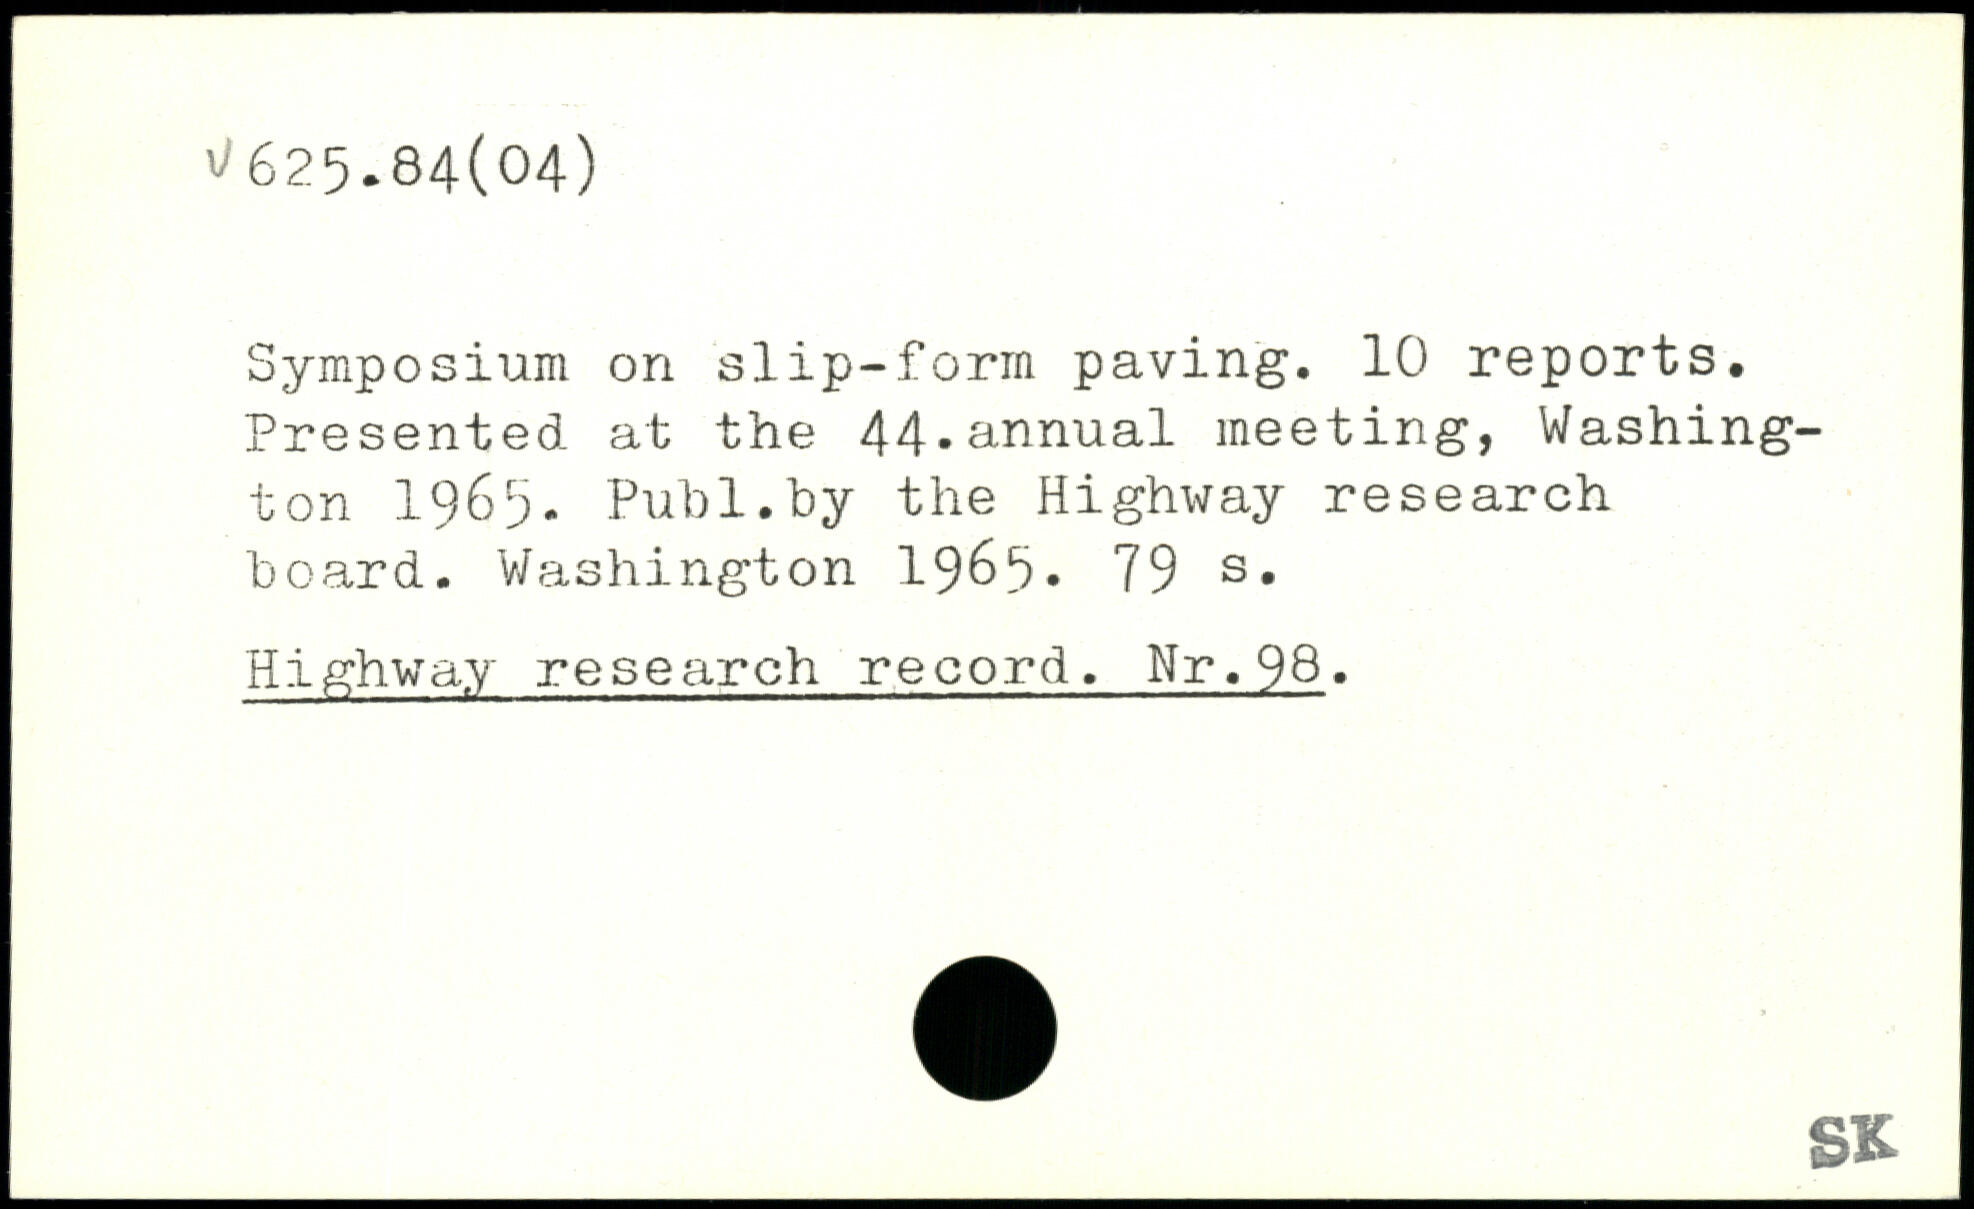 v 625.84(04)
Symposium on slip-form paving. 10 reports.
Presented at the 44.annual meeting, Washing-
ton 1965. Publ.by the Highway research
board. Washington 1965. 79 s.
Highway research record. Nr.98.
SK